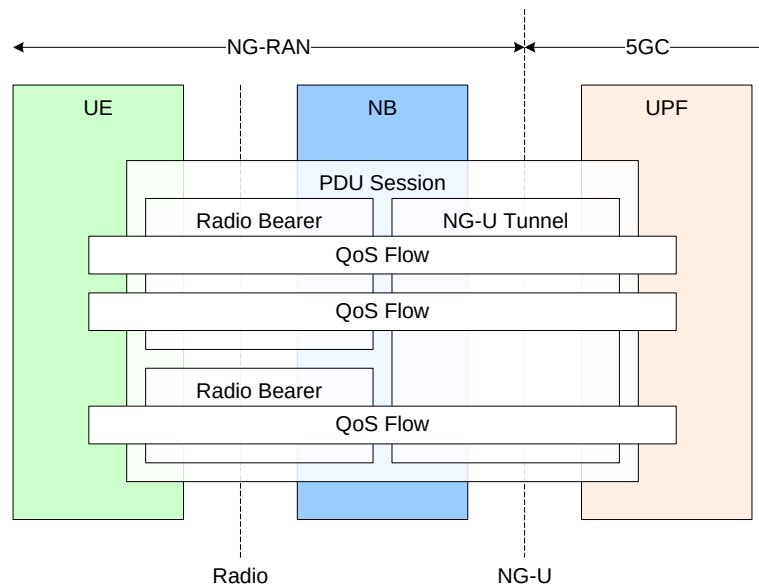 NG-RAN
5GC
UE
NB
UPF
PDU Session
Radio Bearer
NG-U Tunnel
QoS Flow
QoS Flow
Radio Bearer
QoS Flow
Radio
NG-U